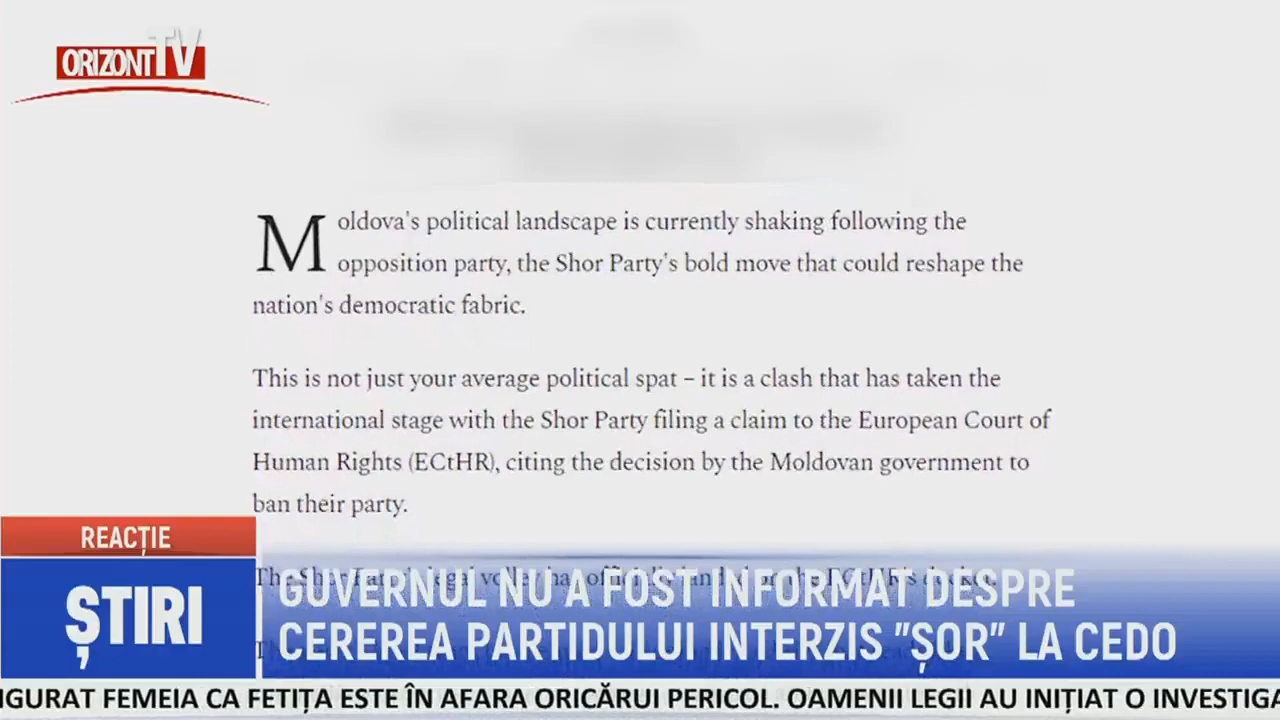 ORIZONTTV
Moldova's political landscape is currently shaking following the
opposition party, the Shor Party's bold move that could reshape the
nation's democratic fabric.
This is not just your average political spat – it is a clash that has taken the
international stage with the Shor Party filing a claim to the European Court of
Human Rights (ECtHR), citing the decision by the Moldovan government to
ban their party.
REACȚIE
ȘTIRI
GUVERNUL NU A FOST INFORMAT DESPRE
CEREREA PARTIDULUI INTERZIS "ȘOR" LA CEDO
IGURAT FEMEIA CA FETIȚA ESTE ÎN AFARA ORICĂRUI PERICOL. OAMENII LEGII AU INIȚIAT O INVESTIGA